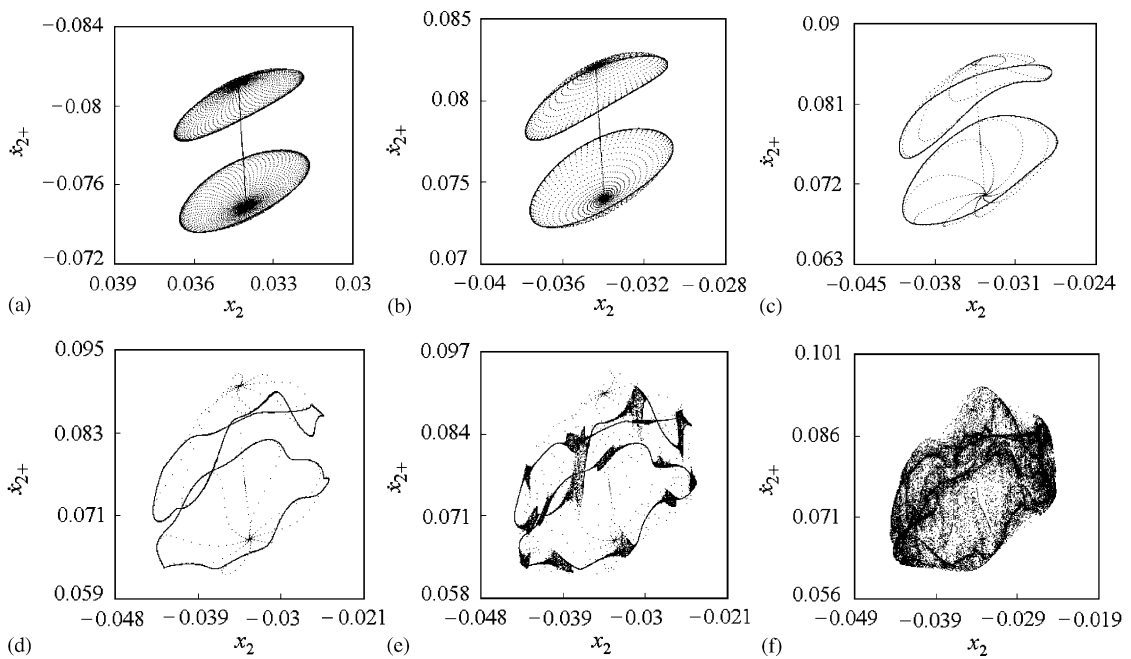 −0.084
−0.08
−0.076
−0.072
ẋ2+
0.039
0.036
0.033
0.03
x2
(a)
0.085
0.08
0.075
0.07
ẋ2+
−0.04
−0.036
−0.032
−0.028
x2
(b)
0.09
0.081
0.072
0.063
ẋ2+
−0.045
−0.038
−0.031
−0.024
x2
(c)
0.095
0.083
0.071
0.059
ẋ2+
−0.048
−0.039
−0.03
−0.021
x2
(d)
0.097
0.084
0.071
0.058
ẋ2+
−0.048
−0.039
−0.03
−0.021
x2
(e)
0.101
0.086
0.071
0.056
ẋ2+
−0.049
−0.039
−0.029
−0.019
x2
(f)